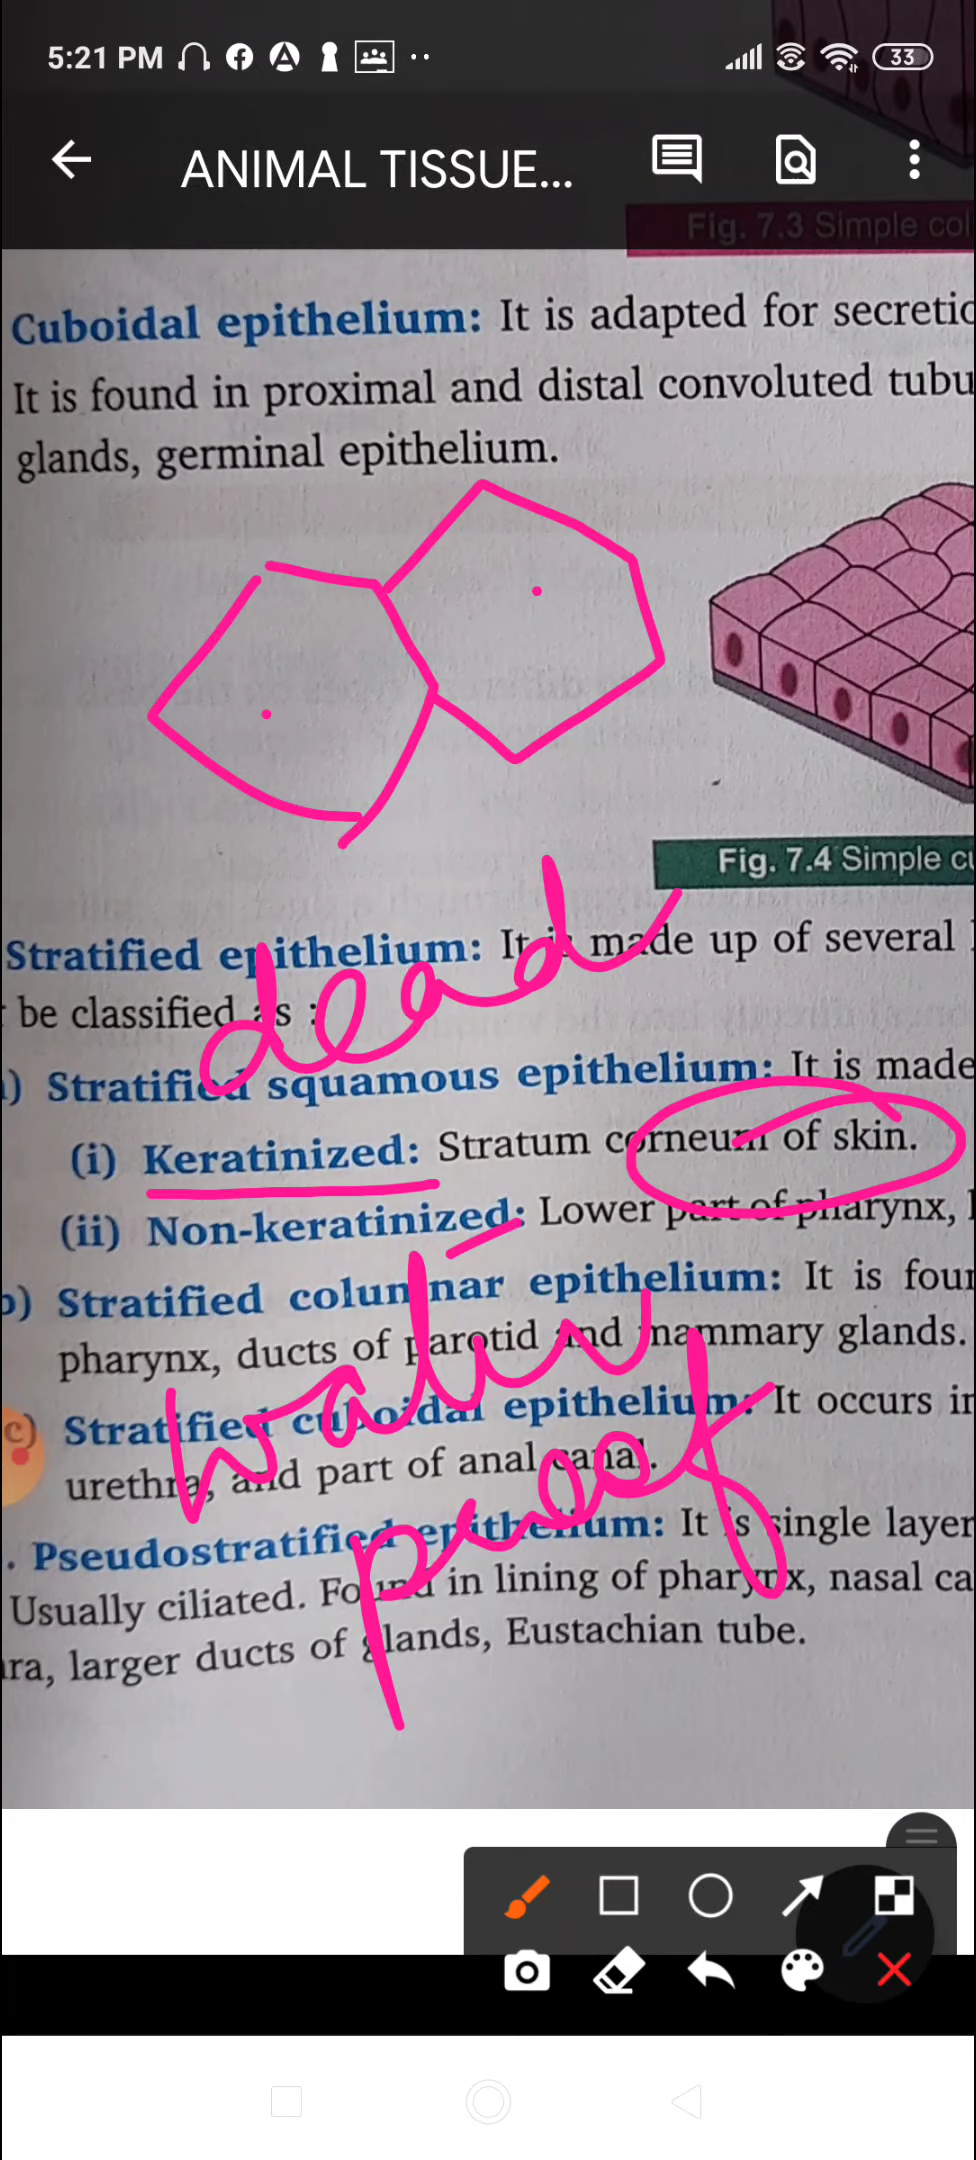 5:21 PM
33
ANIMAL TISSUE...
Fig. 7.3 Simple col
Cuboidal epithelium: It is adapted for secretio
It is found in proximal and distal convoluted tubu
glands, germinal epithelium.
Fig. 7.4 Simple cu
dead
Stratified epithelium: It is made up of several
be classified as :
) Stratified squamous epithelium: It is made
(i) Keratinized: Stratum corneum of skin.
(ii) Non-keratinized: Lower part of pharynx,
b) Stratified columnar epithelium: It is four
pharynx, ducts of parotid and mammary glands.
water
c) Stratified cuboidal epithelium: It occurs in
urethra, and part of anal canal.
proof
. Pseudostratified epithelium: It is single layer
Usually ciliated. Found in lining of pharynx, nasal ca
ra, larger ducts of glands, Eustachian tube.